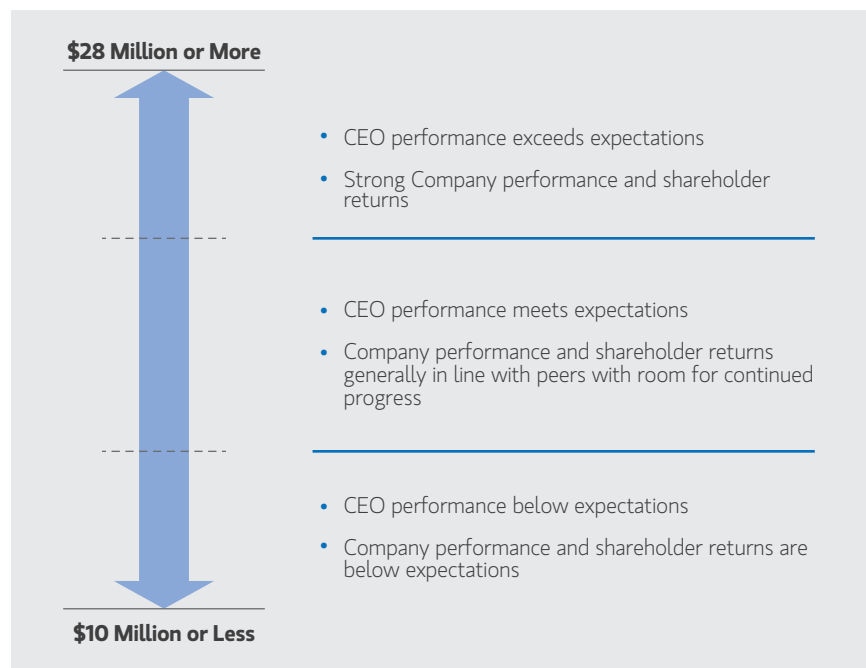 $28 Million or More
• CEO performance exceeds expectations
• Strong Company performance and shareholder
returns
• CEO performance meets expectations
• Company performance and shareholder returns
generally in line with peers with room for continued
progress
• CEO performance below expectations
• Company performance and shareholder returns are
below expectations
$10 Million or Less